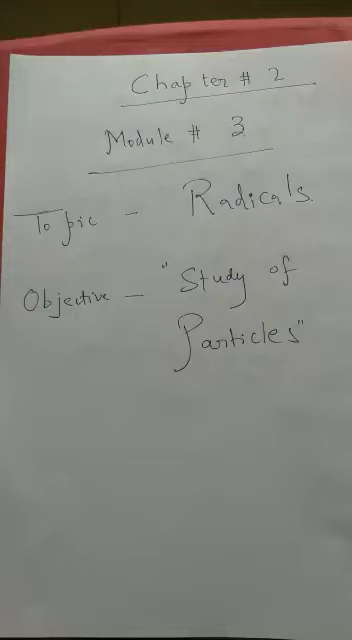 Chapter # 2
Module # 3
Topic - Radicals
Objective - "Study of
Particles"